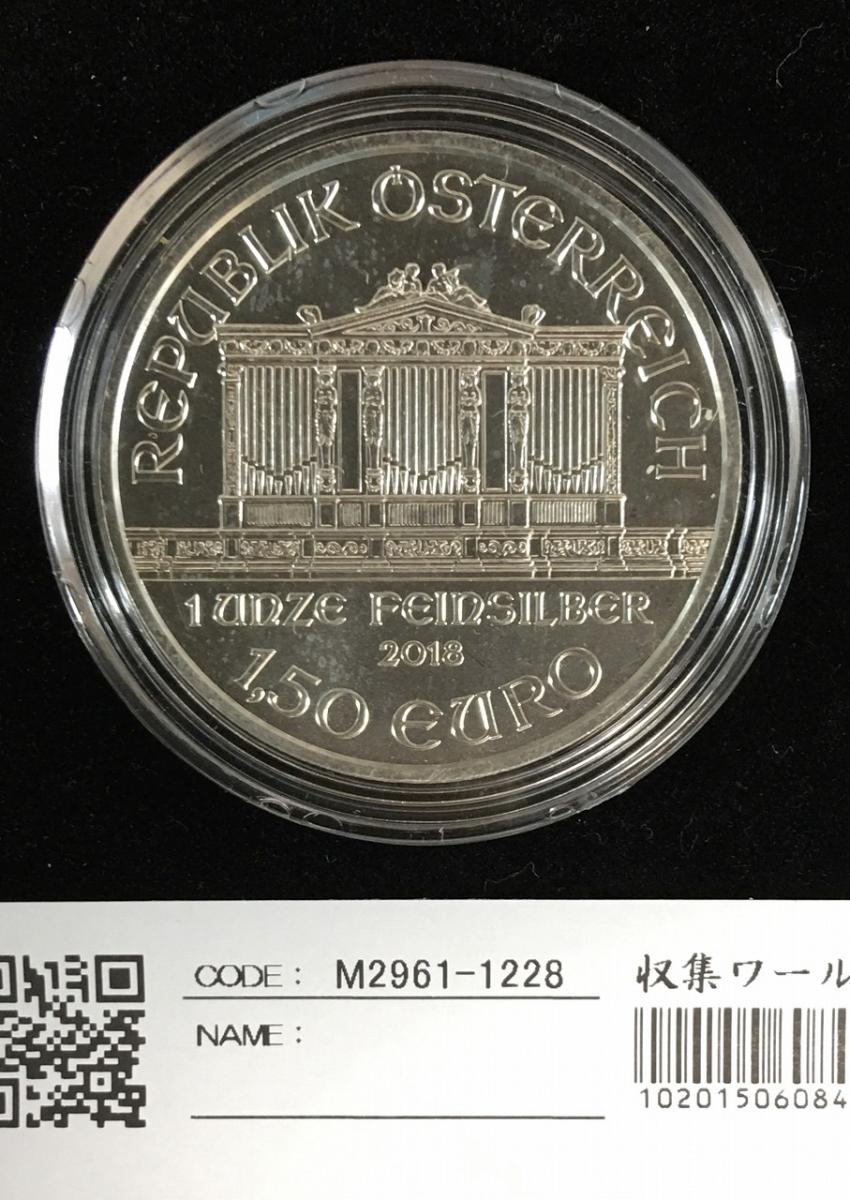 REPUBLIK ÖSTERREICH
1 UNZE FEINSILBER
2018
1,50 EURO
CODE: M2961-1228
NAME:
収集ワール
10201506084